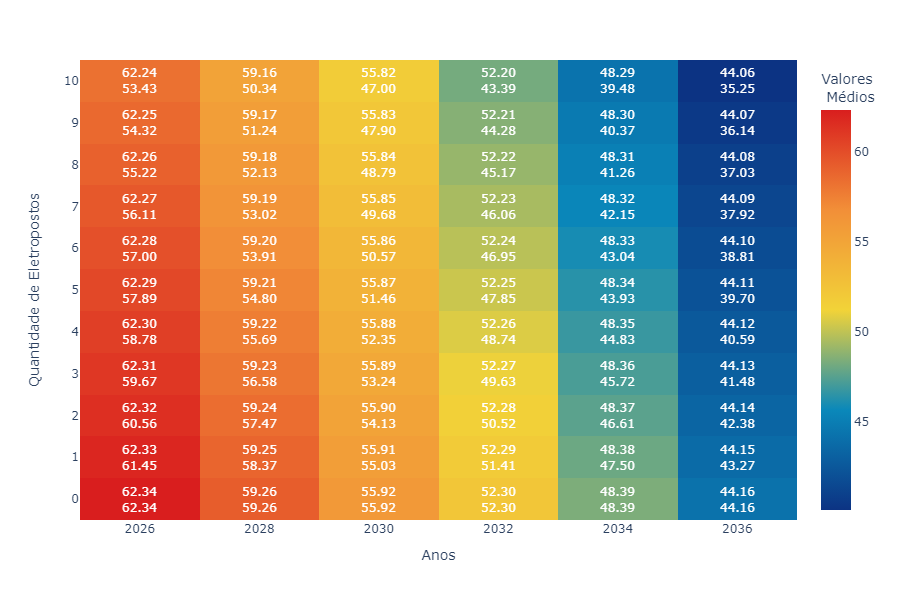 Valores
Médios
10
62.24 59.16 55.82 52.20 48.29 44.06
53.43 50.34 47.00 43.39 39.48 35.25
9
62.25 59.17 55.83 52.21 48.30 44.07
54.32 51.24 47.90 44.28 40.37 36.14
8
62.26 59.18 55.84 52.22 48.31 44.08
55.22 52.13 48.79 45.17 41.26 37.03
7
62.27 59.19 55.85 52.23 48.32 44.09
56.11 53.02 49.68 46.06 42.15 37.92
6
62.28 59.20 55.86 52.24 48.33 44.10
57.00 53.91 50.57 46.95 43.04 38.81
5
62.29 59.21 55.87 52.25 48.34 44.11
57.89 54.80 51.46 47.85 43.93 39.70
4
62.30 59.22 55.88 52.26 48.35 44.12
58.78 55.69 52.35 48.74 44.83 40.59
3
62.31 59.23 55.89 52.27 48.36 44.13
59.67 56.58 53.24 49.63 45.72 41.48
2
62.32 59.24 55.90 52.28 48.37 44.14
60.56 57.47 54.13 50.52 46.61 42.38
1
62.33 59.25 55.91 52.29 48.38 44.15
61.45 58.37 55.03 51.41 47.50 43.27
0
62.34 59.26 55.92 52.30 48.39 44.16
62.34 59.26 55.92 52.30 48.39 44.16
2026 2028 2030 2032 2034 2036
Anos
Quantidade de Eletropostos
60
55
50
45